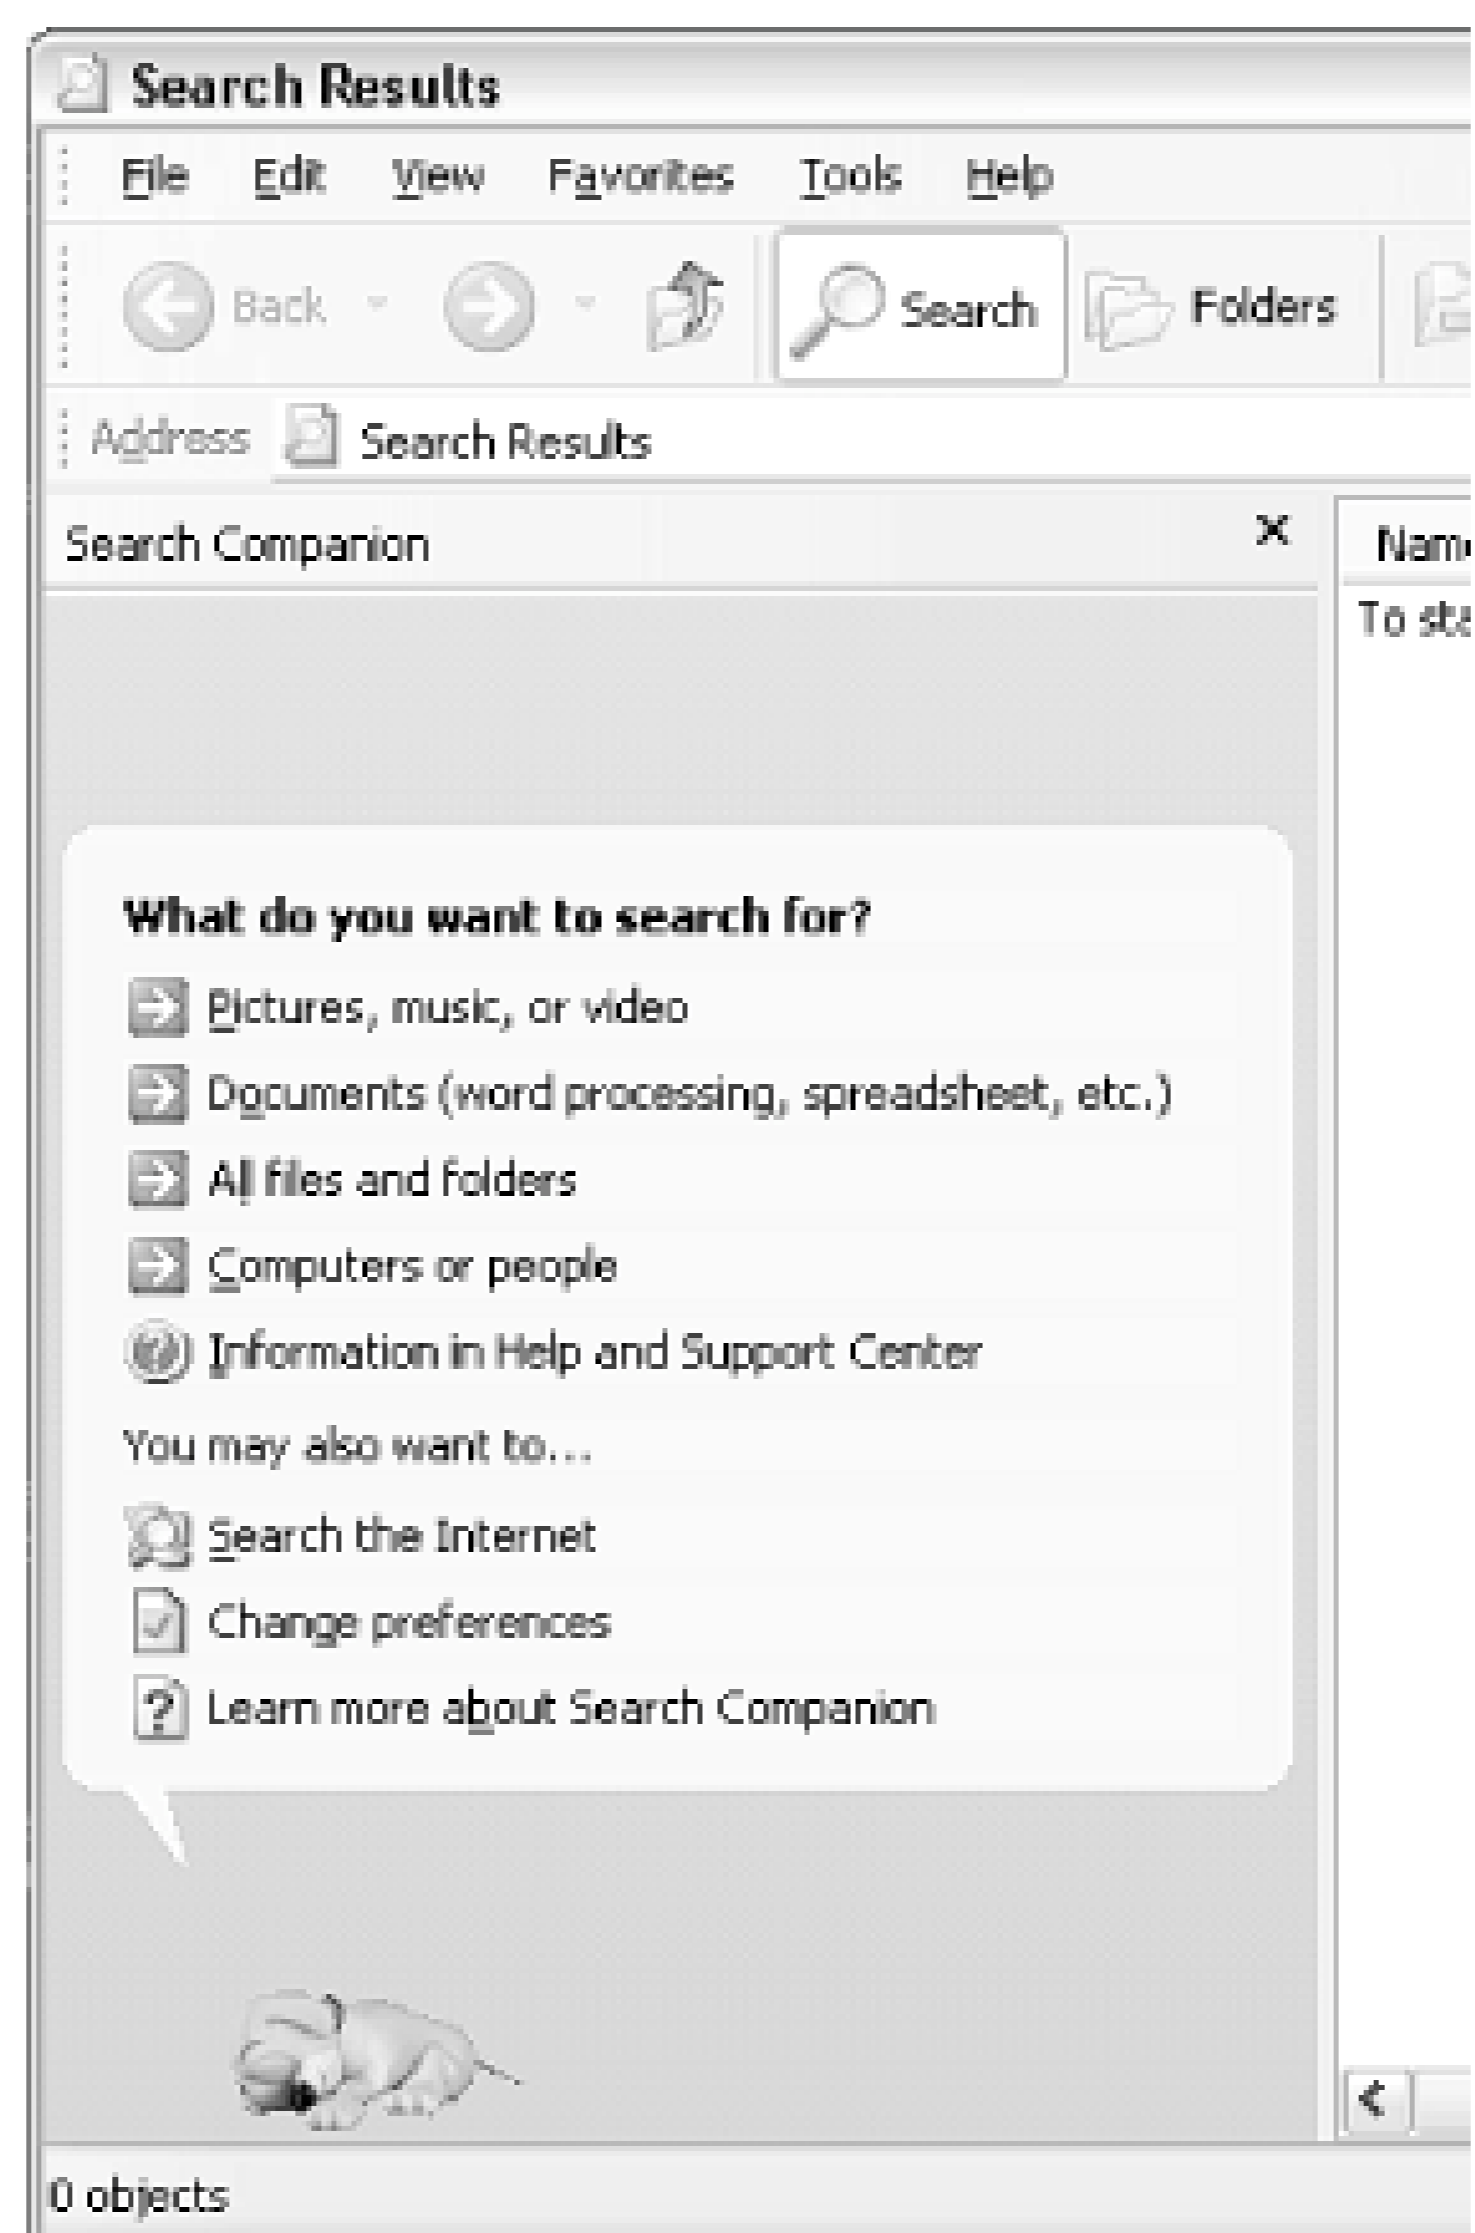 Search Results
File Edit View Favorites Tools Help
Back Search Folders
Address Search Results
Search Companion
To
What do you want to search for?
Pictures, music, or video
Documents (word processing, spreadsheet, etc.)
All files and folders
Computers or people
Information in Help and Support Center
You may also want to...
Search the Internet
Change preferences
Learn more about Search Companion
0 objects